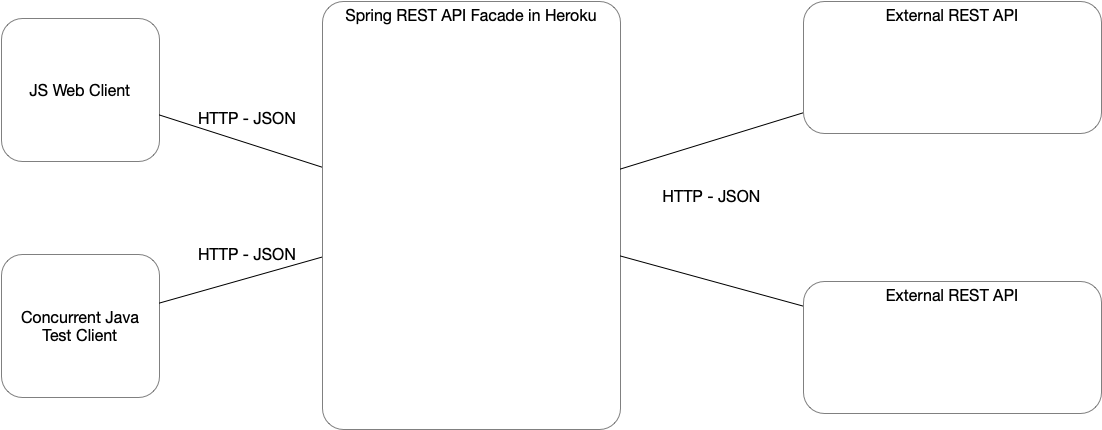 Spring REST API Facade in Heroku
External REST API
JS Web Client
HTTP - JSON
HTTP - JSON
HTTP - JSON
Concurrent Java
Test Client
External REST API